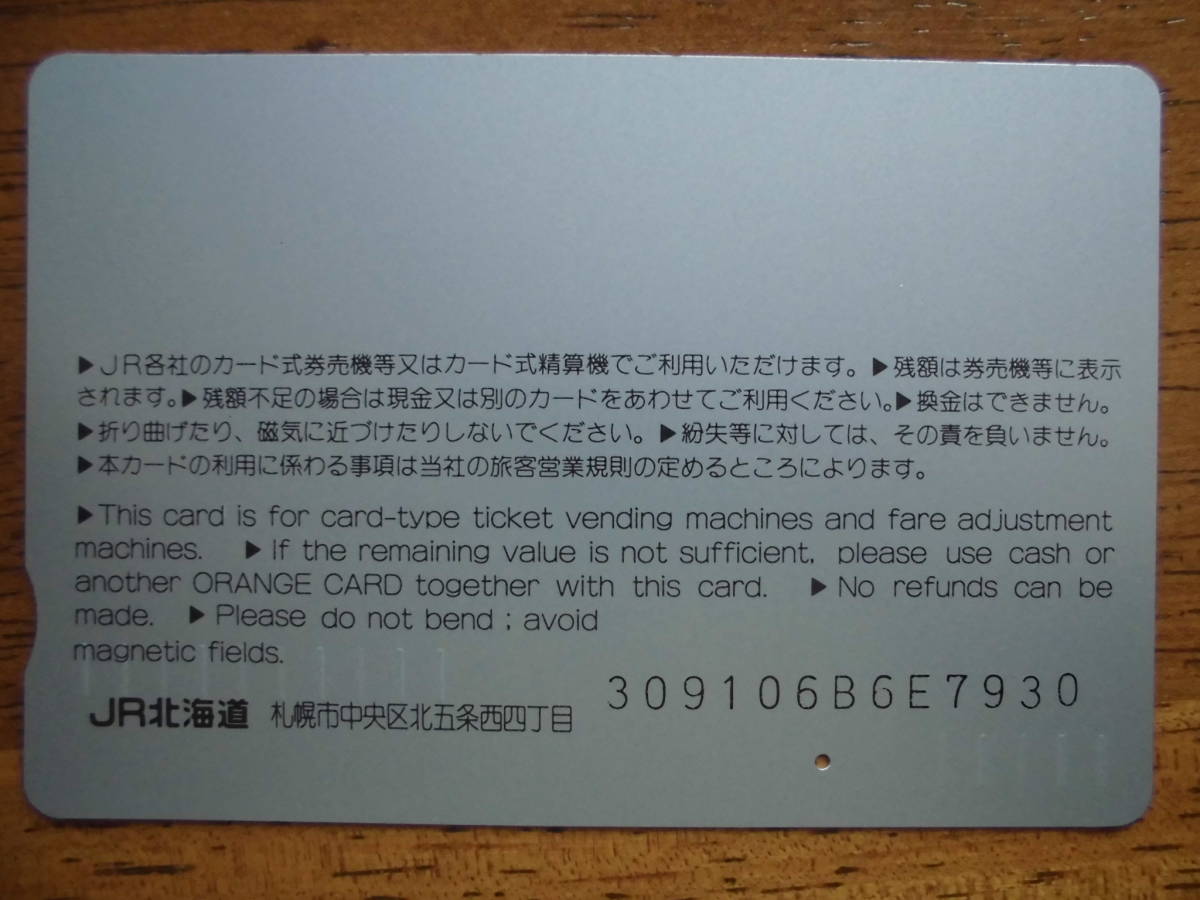 ▶JR各社のカード式券売機等又はカード式精算機でご利用いただけます。▶残額は券売機等に表示
されます。▶残額不足の場合は現金又は別のカードをあわせてご利用ください。▶換金はできません。
▶折り曲げたり、磁気に近づけたりしないでください。▶紛失等に対しては、その責を負いません。
▶本カードの利用に係わる事項は当社の旅客営業規則の定めるところによります。
▶This card is for card-type ticket vending machines and fare adjustment
machines. ▶If the remaining value is not sufficient, please use cash or
another ORANGE CARD together with this card. ▶No refunds can be
made. ▶Please do not bend ; avoid
magnetic fields.
JR北海道 札幌市中央区北五条西四丁目 309106B6E7930